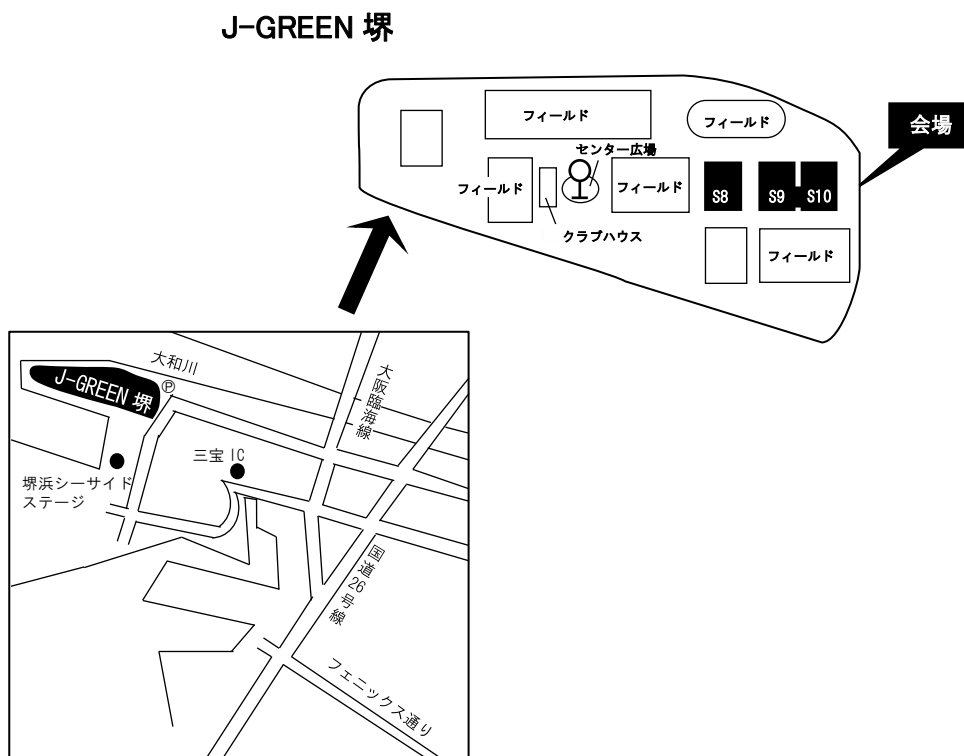 J-GREEN 堺
フィールド
フィールド
会場
センター広場
フィールド
フィールド
S8
S9
S10
クラブハウス
フィールド
大和川
大阪臨海線
J-GREEN 堺
P
三宝 IC
堺浜シーサイド
ステージ
国道26号線
フェニックス通り